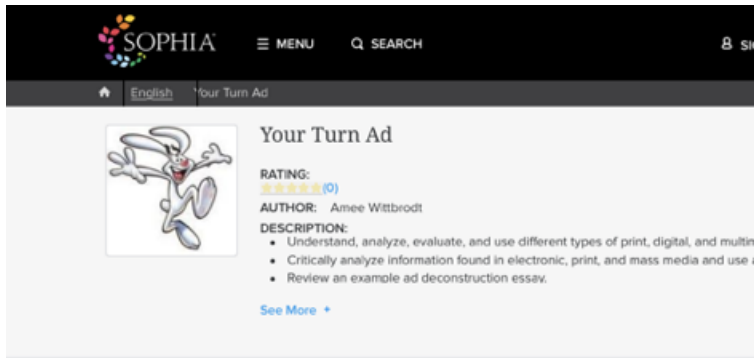 SOPHIA MENU SEARCH
English Your Turn Ad
Your Turn Ad
RATING:
(0)
AUTHOR: Amee Wittbrodt
DESCRIPTION:
Understand, analyze, evaluate, and use different types of print, digital, and
Critically analyze information found in electronic, print, and mass media and use
Review an example ad deconstruction essay.
See More +